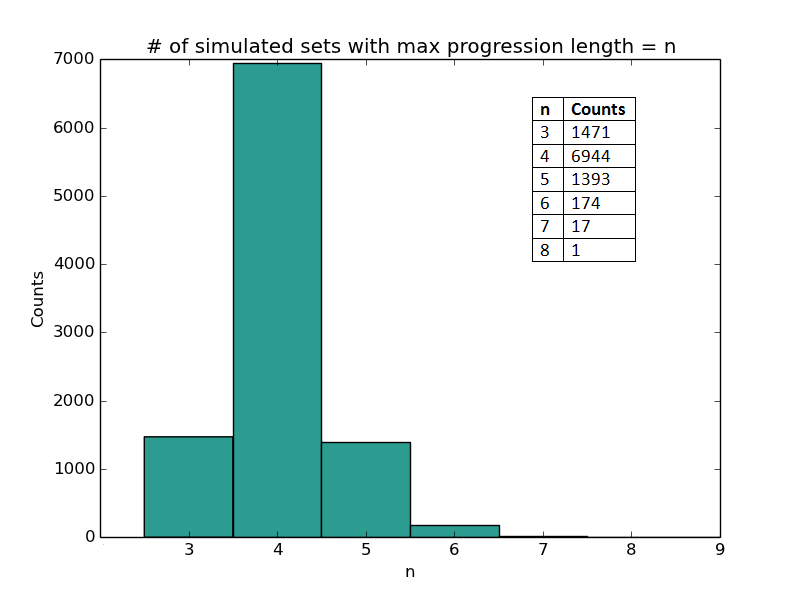 # of simulated sets with max progression length = n
7000
6000
5000
4000
3000
2000
1000
0
Counts
n Counts
3 1471
4 6944
5 1393
6 174
7 17
8 1
3 4 5 6 7 8 9
n